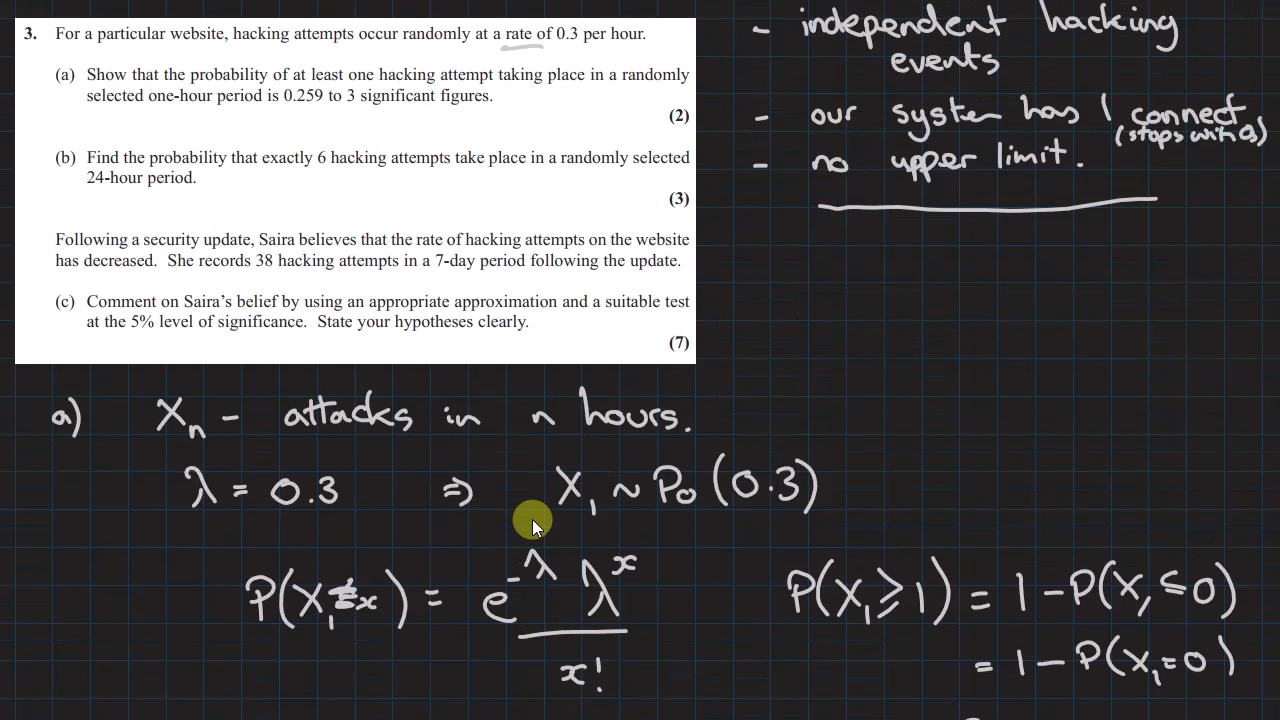 3. For a particular website, hacking attempts occur randomly at a rate of 0.3 per hour.
(a) Show that the probability of at least one hacking attempt taking place in a randomly
selected one-hour period is 0.259 to 3 significant figures.
(2)
(b) Find the probability that exactly 6 hacking attempts take place in a randomly selected
24-hour period.
(3)
Following a security update, Saira believes that the rate of hacking attempts on the website
has decreased. She records 38 hacking attempts in a 7-day period following the update.
(c) Comment on Saira's belief by using an appropriate approximation and a suitable test
at the 5% level of significance. State your hypotheses clearly.
(7)
- independent hacking
events
- our system has 1 connect
(stops with a)
- no upper limit.
a) Xₙ - attacks in n hours.
λ = 0.3 ⇒ X₁ ~ Po (0.3)
P(X₁ = x) = e^-λ λ^x
x!
P(X₁ ≥ 1) = 1 - P(X₁ ≤ 0)
= 1 - P(X₁ = 0)